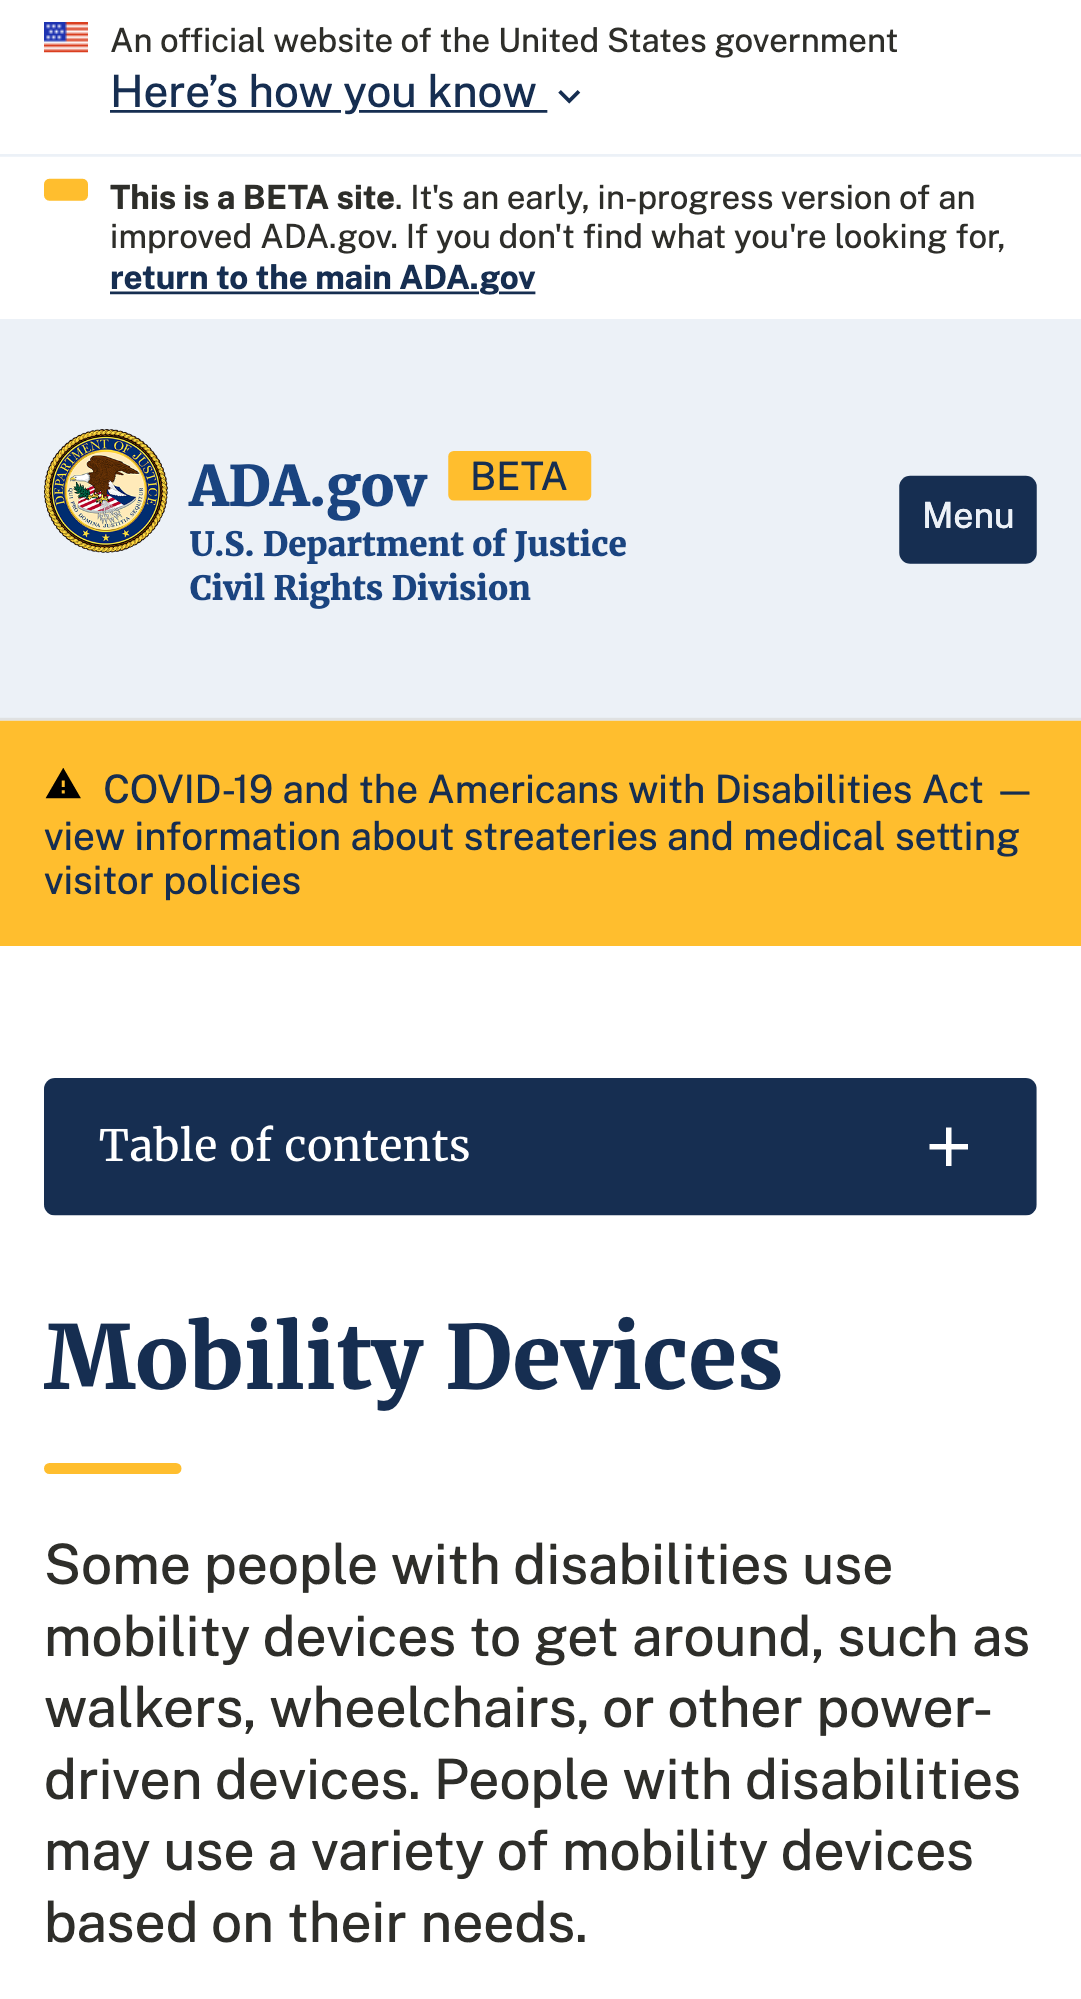 An official website of the United States government
Here’s how you know
This is a BETA site. It's an early, in-progress version of an
improved ADA.gov. If you don't find what you're looking for,
return to the main ADA.gov
ADA.gov BETA
U.S. Department of Justice
Civil Rights Division
Menu
COVID-19 and the Americans with Disabilities Act —
view information about streateries and medical setting
visitor policies
Table of contents
Mobility Devices
Some people with disabilities use
mobility devices to get around, such as
walkers, wheelchairs, or other power-
driven devices. People with disabilities
may use a variety of mobility devices
based on their needs.